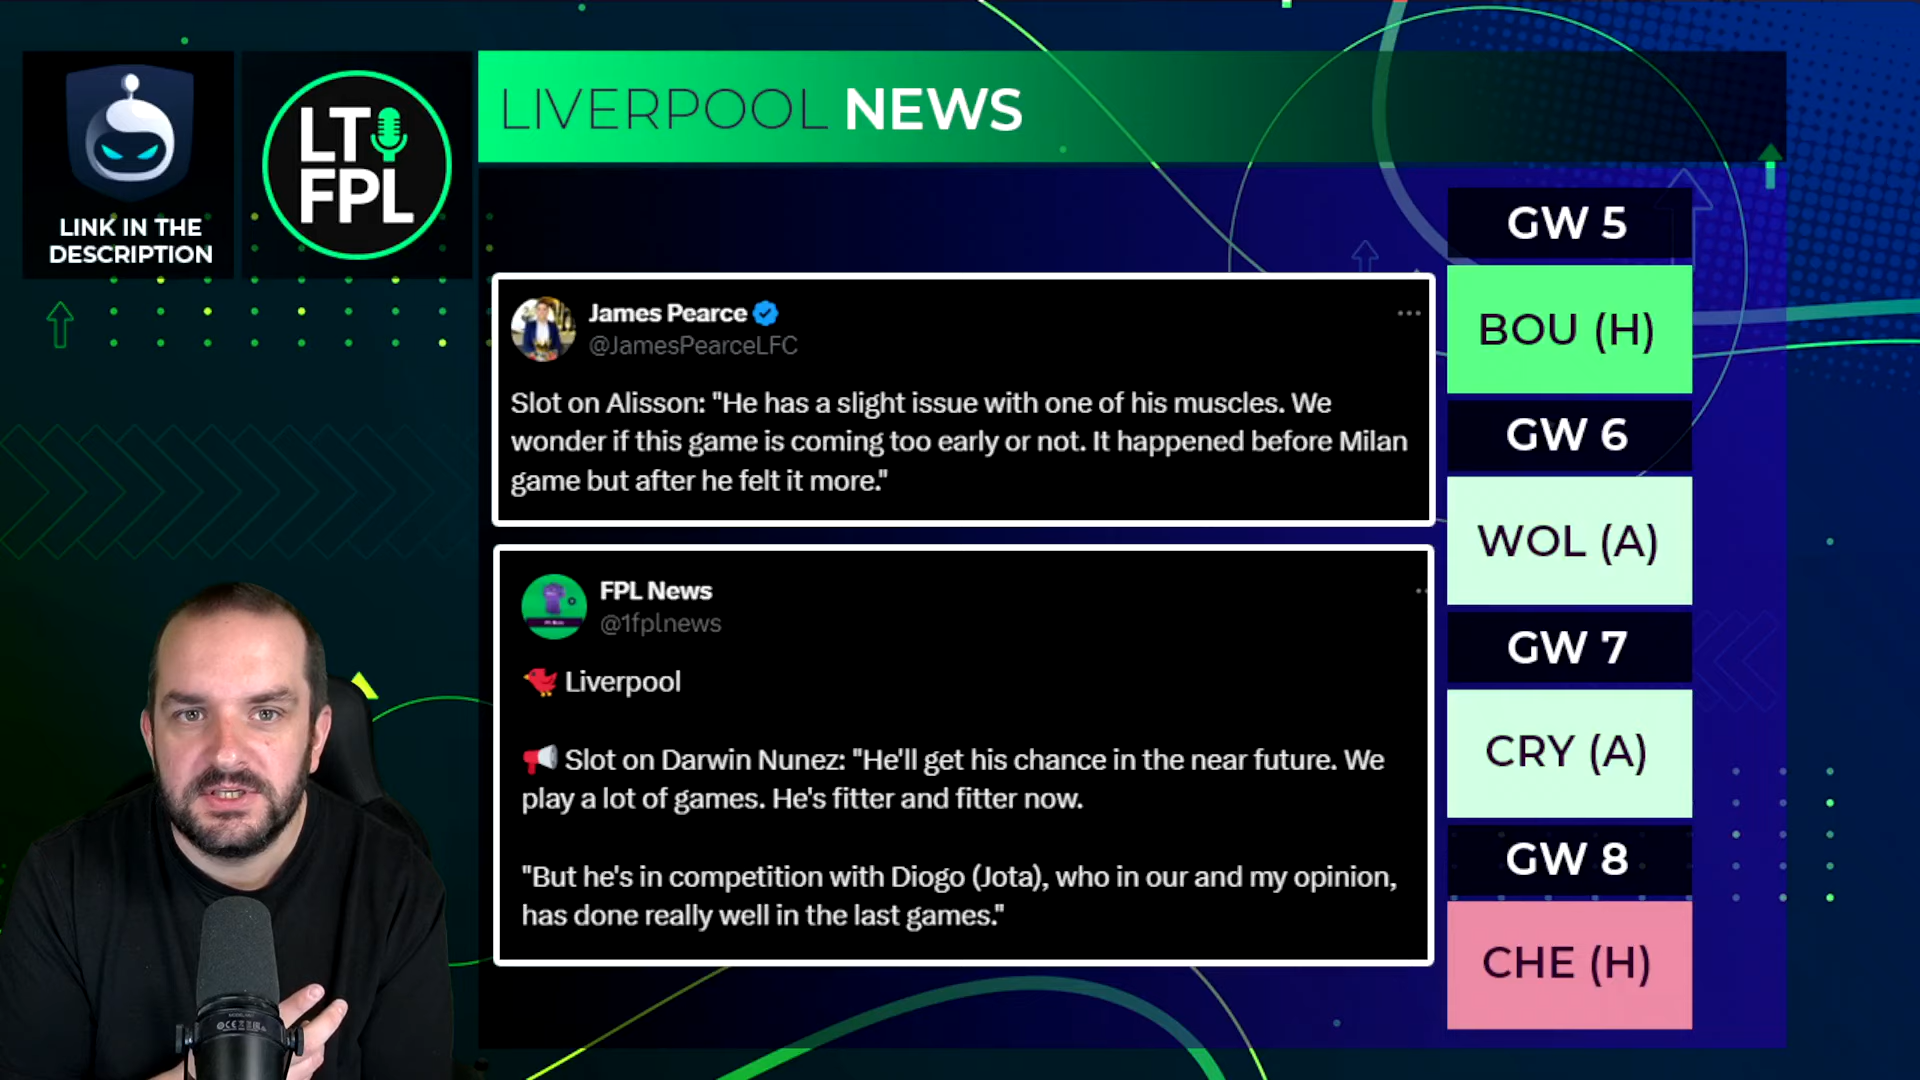 LINK IN THE
DESCRIPTION
LT
FPL
LIVERPOOL NEWS
James Pearce
@JamesPearceLFC
Slot on Alisson: "He has a slight issue with one of his muscles. We
wonder if this game is coming too early or not. It happened before Milan
game but after he felt it more."
FPL News
@1fplnews
Liverpool
Slot on Darwin Nunez: "He'll get his chance in the near future. We
play a lot of games. He's fitter and fitter now.
"But he's in competition with Diogo (Jota), who in our and my opinion,
has done really well in the last games."
GW 5
BOU (H)
GW 6
WOL (A)
GW 7
CRY (A)
GW 8
CHE (H)